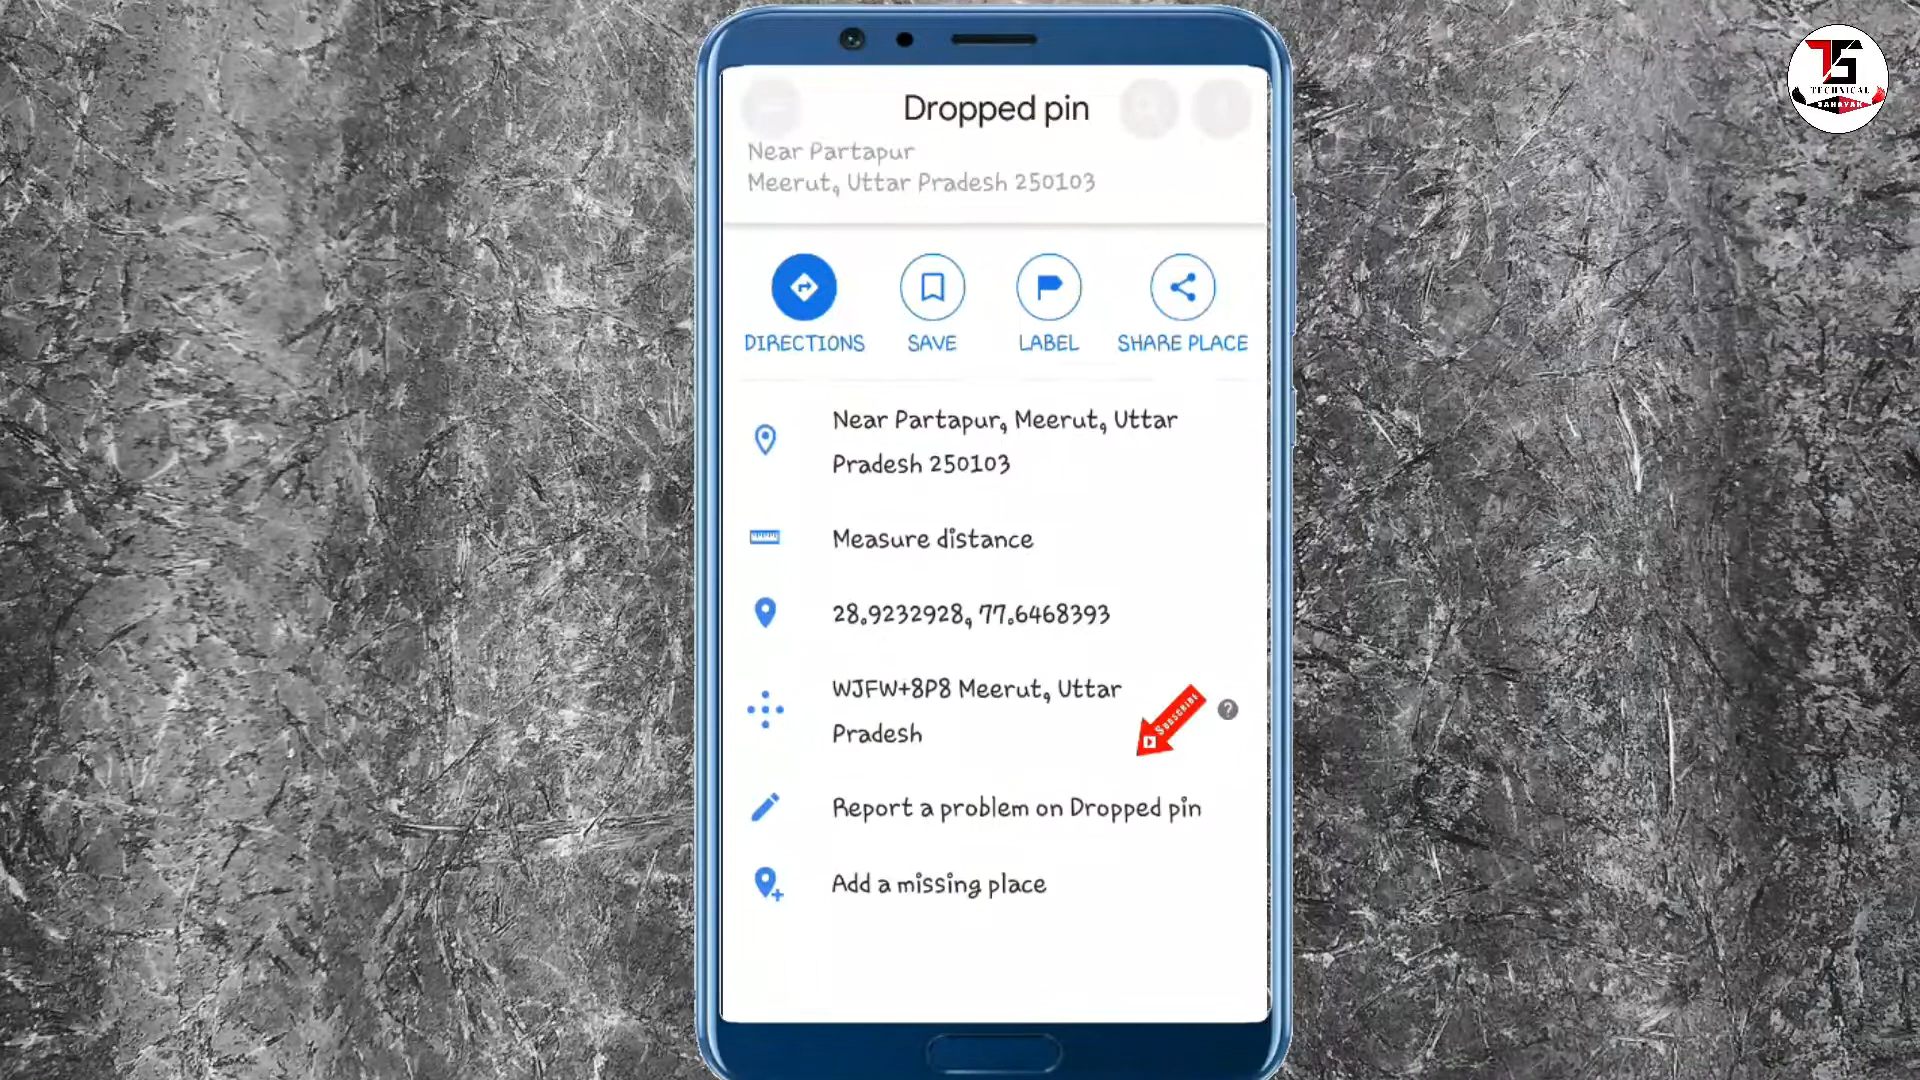 TS
TECHNICAL
SAHAYAK
Dropped pin
Near Partapur
Meerut, Uttar Pradesh 250103
DIRECTIONS
SAVE
LABEL
SHARE PLACE
Near Partapur, Meerut, Uttar
Pradesh 250103
Measure distance
28.9232928, 77.6468393
WJFW+8P8 Meerut, Uttar
Pradesh
SUBSCRIBE
?
Report a problem on Dropped pin
Add a missing place